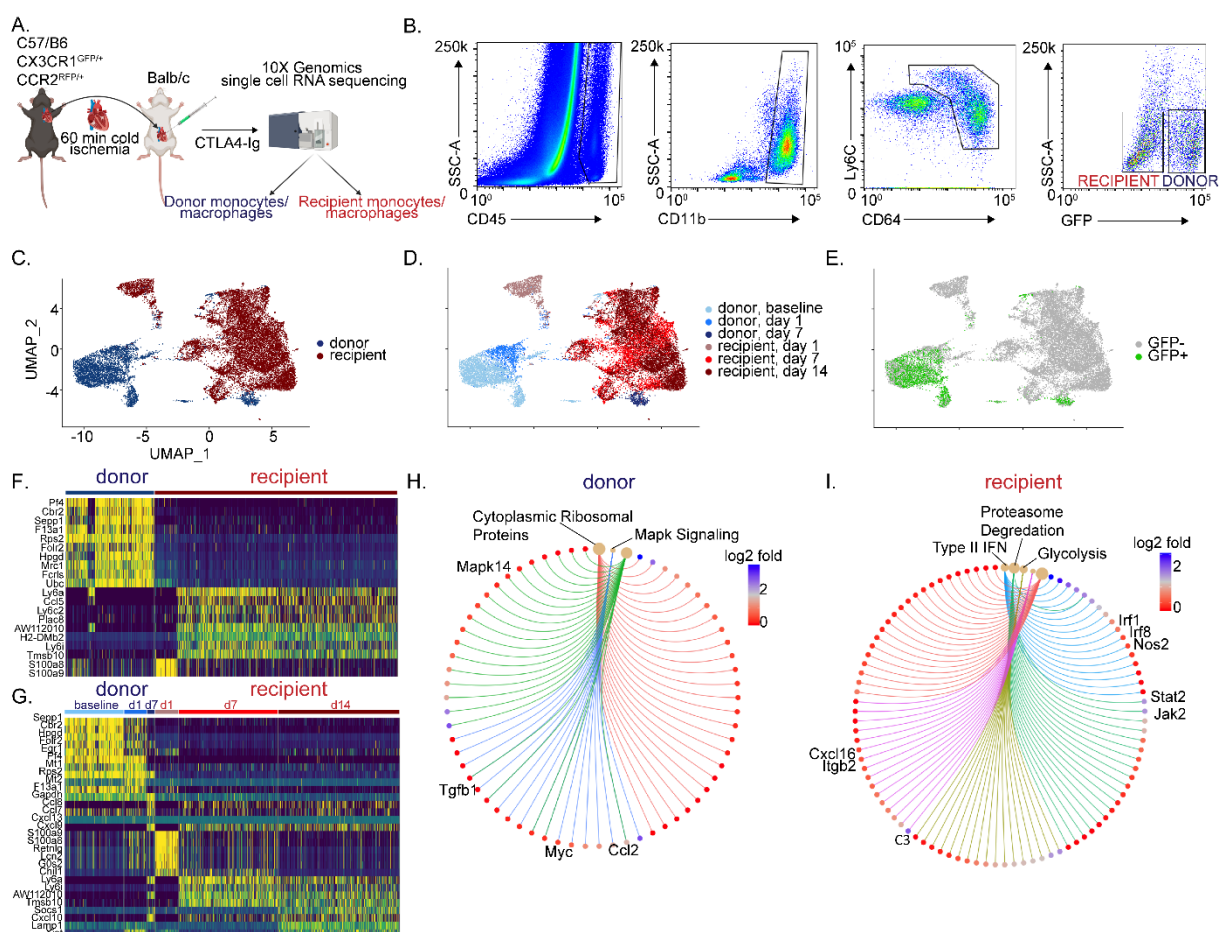 A.
C57/B6
CX3CR1GFP/+
CCR2RFP/+
Balb/c
60 min cold
ischemia
CTLA4-Ig
10X Genomics
single cell RNA sequencing
Donor monocytes/
macrophages
Recipient monocytes/
macrophages
B.
250k
SSC-A
0
0
10^5
CD45
250k
SSC-A
0
0
10^5
CD11b
10^5
Ly6C
0
0
10^5
CD64
250k
SSC-A
0
RECIPIENT
DONOR
0
10^5
GFP
C.
UMAP_2
4
0
-4
-10
-5
0
5
UMAP_1
donor
recipient
D.
donor, baseline
donor, day 1
donor, day 7
recipient, day 1
recipient, day 7
recipient, day 14
E.
GFP-
GFP+
F.
donor
recipient
Pf4
Cbr2
Sepp1
F13a1
Rps2
Folr2
Hpgd
Mrc1
Fcrls
Ubc
Ly6a
Ccl5
Ly6c2
Plac8
AW112010
H2-DMb2
Ly6i
Tmsb10
S100a8
S100a9
G.
donor
recipient
baseline
d1
d7
d1
d7
d14
Sepp1
Cbr2
Hpgd
Folr2
Egr1
Pf4
Mt1
Rps2
Mt2
F13a1
Gapdh
Ccl8
Ccl7
Cxcl13
Cxcl9
S100a9
S100a8
Retnlg
Lcn2
G0s2
Chil1
Ly6a
Ly6i
AW112010
Tmsb10
Socs1
Cxcl10
Lamp1
H.
donor
Cytoplasmic Ribosomal
Proteins
Mapk Signaling
log2 fold
2
0
Mapk14
Tgfb1
Myc
Ccl2
I.
recipient
Proteasome
Degredation
Type II IFN
Glycolysis
log2 fold
2
0
Irf1
Irf8
Nos2
Stat2
Jak2
Cxcl16
Itgb2
C3